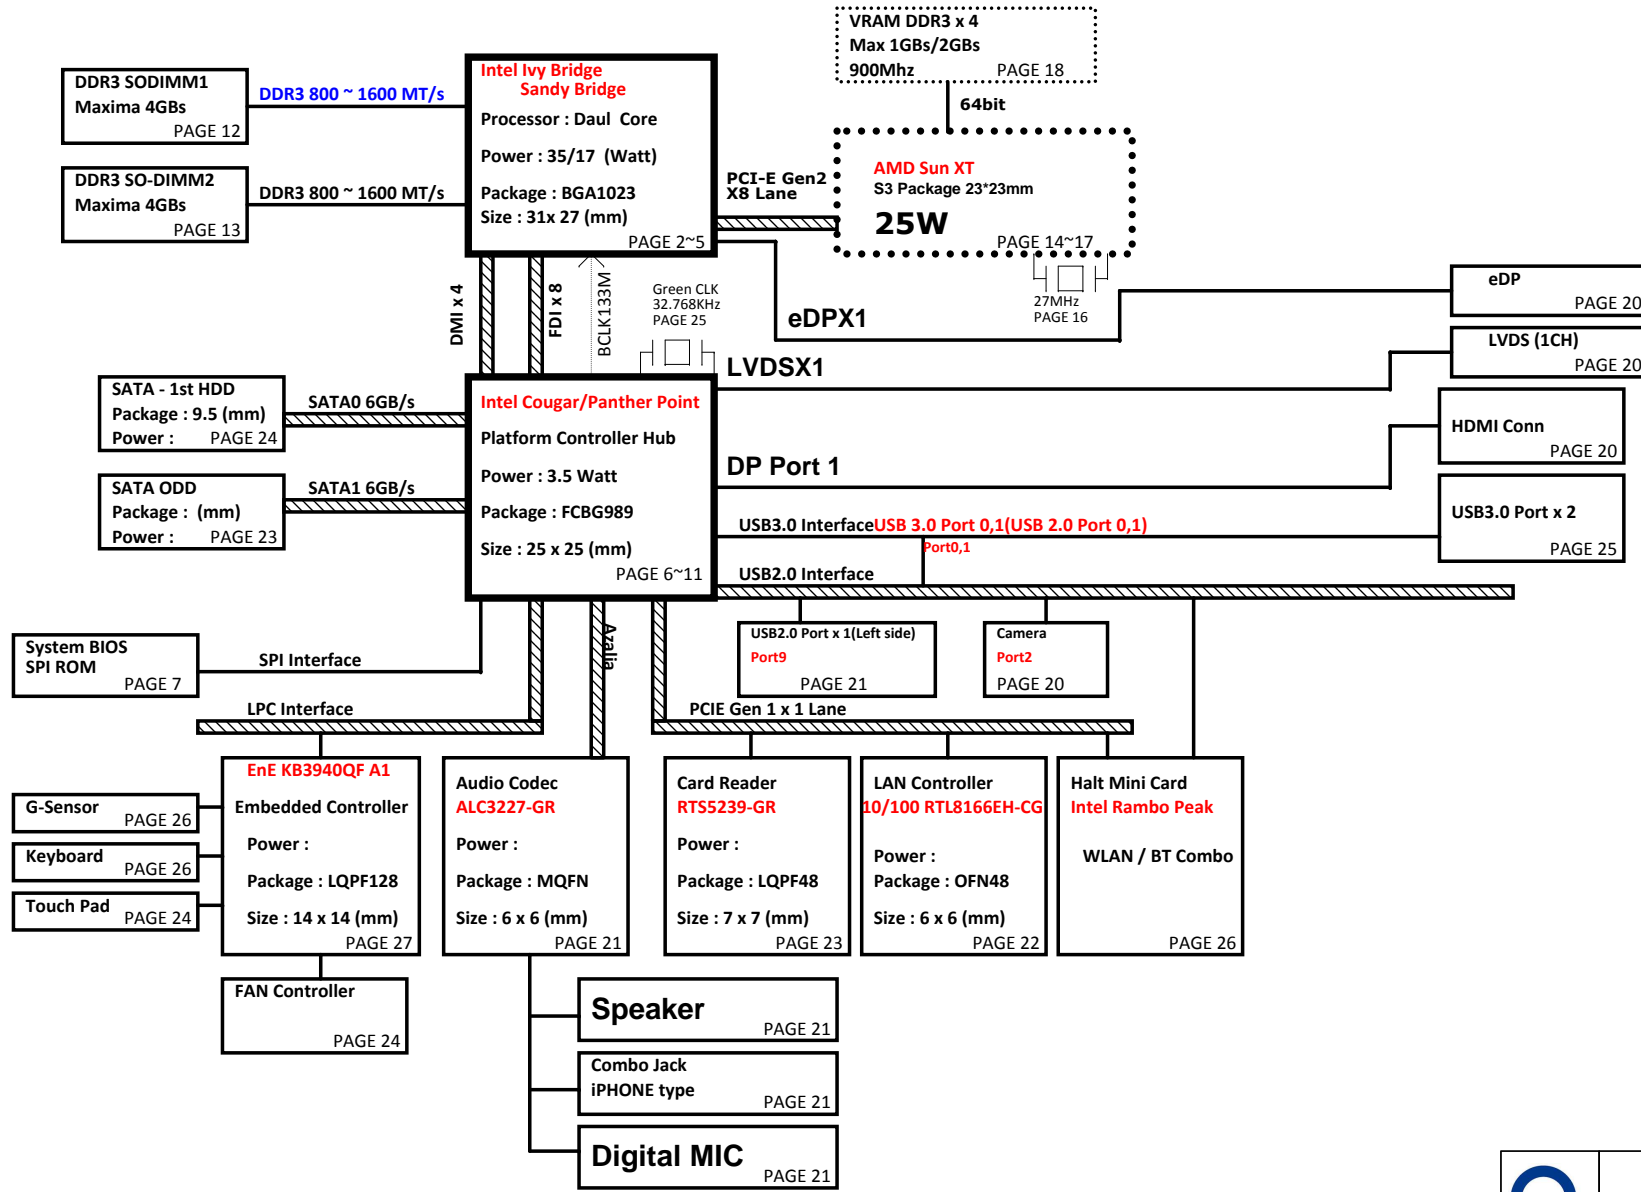 VRAM DDR3 x 4
Max 1GBs/2GBs
900Mhz PAGE 18
64bit
DDR3 SODIMM1
Maxima 4GBs
PAGE 12
DDR3 800 ~ 1600 MT/s
DDR3 SO-DIMM2
Maxima 4GBs
PAGE 13
DDR3 800 ~ 1600 MT/s
Intel Ivy Bridge
Sandy Bridge
Processor : Daul Core
Power : 35/17 (Watt)
Package : BGA1023
Size : 31x 27 (mm)
PAGE 2~5
PCI-E Gen2
X8 Lane
AMD Sun XT
S3 Package 23*23mm
25W
PAGE 14~17
27MHz
PAGE 16
DMI x 4
FDI x 8
BCLK133M
Green CLK
32.768KHz
PAGE 25
eDPX1
eDP
PAGE 20
LVDSX1
LVDS (1CH)
PAGE 20
SATA - 1st HDD
Package : 9.5 (mm)
Power : PAGE 24
SATA0 6GB/s
SATA ODD
Package : (mm)
Power : PAGE 23
SATA1 6GB/s
Intel Cougar/Panther Point
Platform Controller Hub
Power : 3.5 Watt
Package : FCBG989
Size : 25 x 25 (mm)
PAGE 6~11
DP Port 1
HDMI Conn
PAGE 20
USB3.0 Interface USB 3.0 Port 0,1(USB 2.0 Port 0,1)
Port0,1
USB3.0 Port x 2
PAGE 25
USB2.0 Interface
USB2.0 Port x 1(Left side)
Port9
PAGE 21
Camera
Port2
PAGE 20
System BIOS
SPI ROM
PAGE 7
SPI Interface
Azalia
LPC Interface
PCIE Gen 1 x 1 Lane
G-Sensor
PAGE 26
Keyboard
PAGE 26
Touch Pad
PAGE 24
EnE KB3940QF A1
Embedded Controller
Power :
Package : LQPF128
Size : 14 x 14 (mm)
PAGE 27
Audio Codec
ALC3227-GR
Power :
Package : MQFN
Size : 6 x 6 (mm)
PAGE 21
Card Reader
RTS5239-GR
Power :
Package : LQPF48
Size : 7 x 7 (mm)
PAGE 23
LAN Controller
10/100 RTL8166EH-CG
Power :
Package : OFN48
Size : 6 x 6 (mm)
PAGE 22
Halt Mini Card
Intel Rambo Peak
WLAN / BT Combo
PAGE 26
FAN Controller
PAGE 24
Speaker
PAGE 21
Combo Jack
iPHONE type
PAGE 21
Digital MIC
PAGE 21